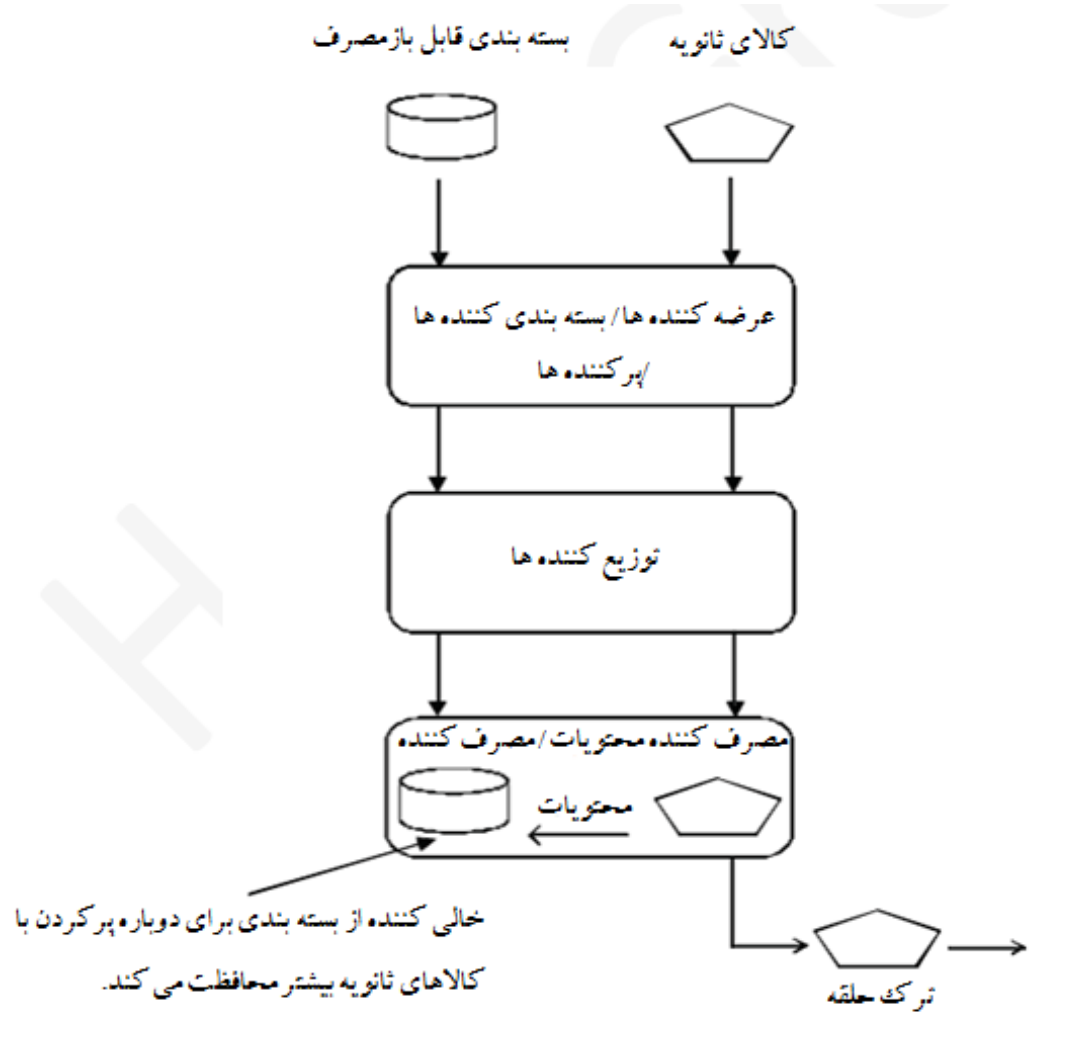 کالای ثانویه
بسته بندی قابل بازمصرف
عرضه کننده ها/ بسته بندی کننده ها
/پرکننده ها
توزیع کننده ها
مصرف کننده محتویات/مصرف کننده
محتویات
خالی کننده از بسته بندی برای دوباره پرکردن با
کالاهای ثانویه بیشتر محافظت می کند.
ترک حلقه